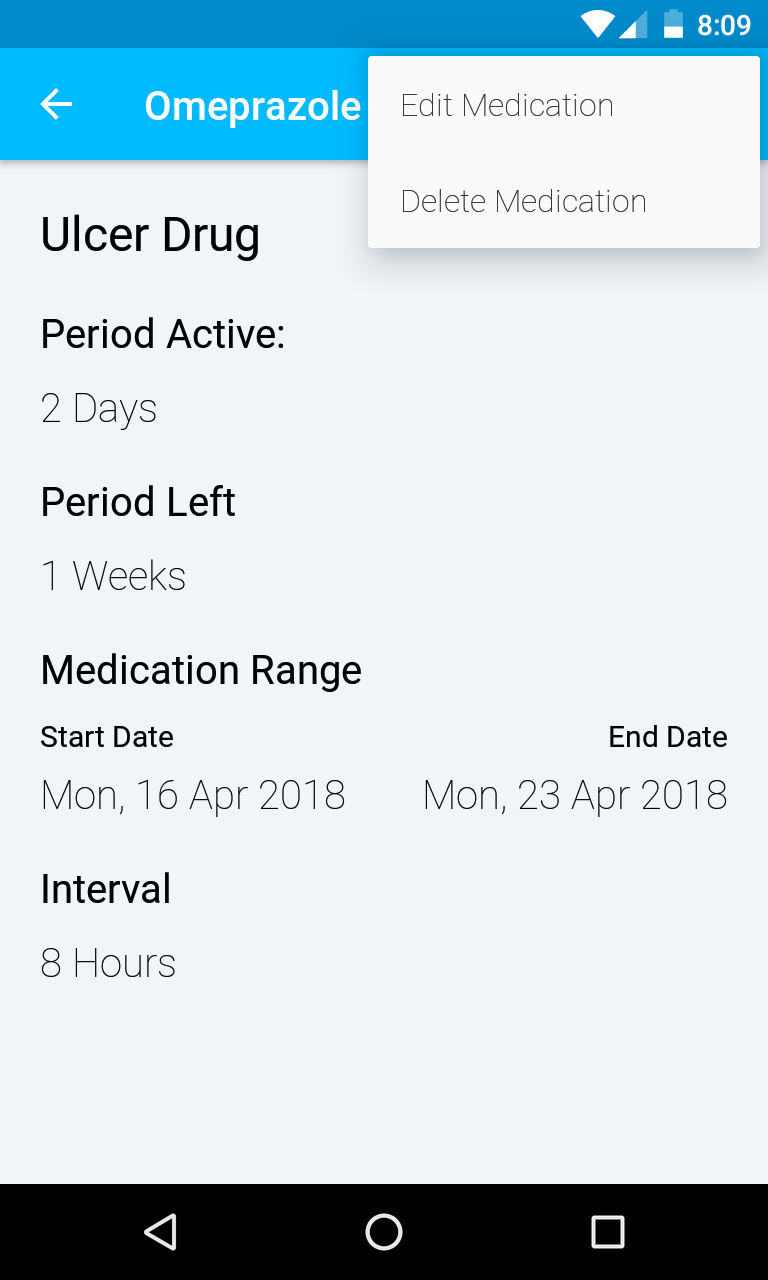 8:09
Omeprazole
Edit Medication
Delete Medication
Ulcer Drug
Period Active:
2 Days
Period Left
1 Weeks
Medication Range
Start Date End Date
Mon, 16 Apr 2018 Mon, 23 Apr 2018
Interval
8 Hours